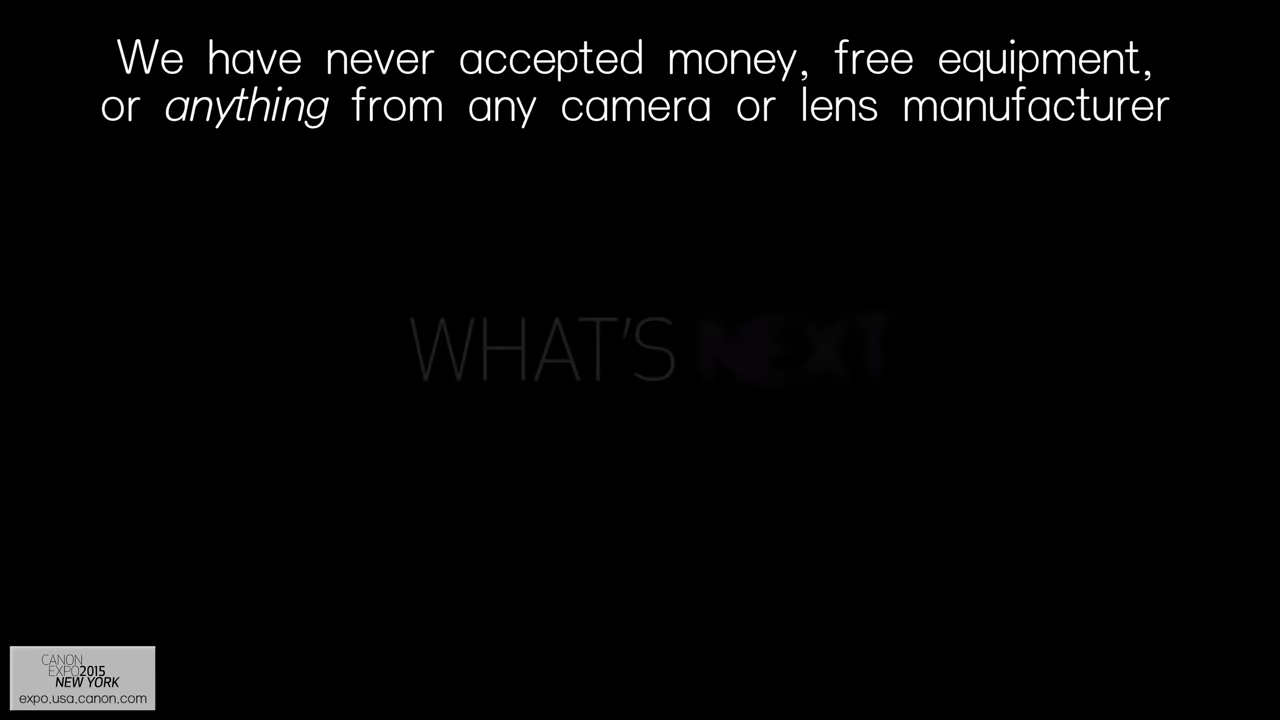 We have never accepted money, free equipment,
or anything from any camera or lens manufacturer
WHAT'S NEXT
CANON
EXPO2015
NEW YORK
expo.usa.canon.com